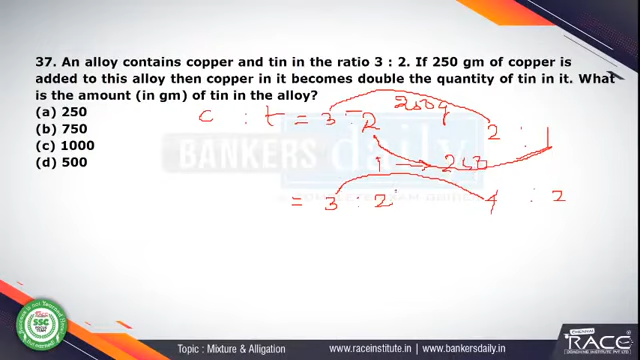 37. An alloy contains copper and tin in the ratio 3 : 2. If 250 gm of copper is
added to this alloy then copper in it becomes double the quantity of tin in it. What
is the amount (in gm) of tin in the alloy?
(a) 250
(b) 750
(c) 1000
(d) 500
250g
c : t = 3 : 2
2 : 1
BANKERS daily
= 3 : 2
4 : 2
SSC
Topic : Mixture & Alligation
www.raceinstitute.in | www.bankersdaily.in
CHENNAI
RACE